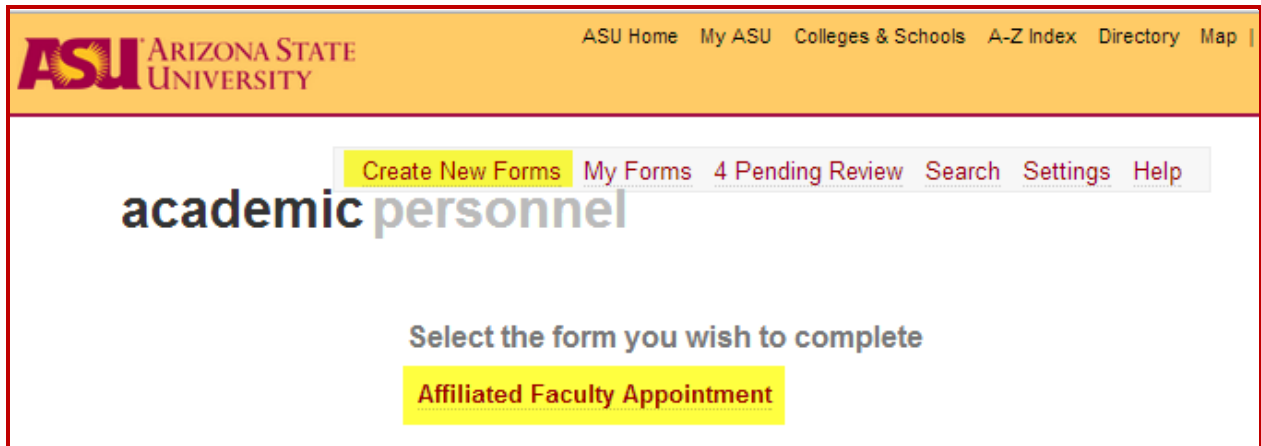 ASU ARIZONA STATE UNIVERSITY
ASU Home My ASU Colleges & Schools A-Z Index Directory Map |
Create New Forms My Forms 4 Pending Review Search Settings Help
academic personnel
Select the form you wish to complete
Affiliated Faculty Appointment